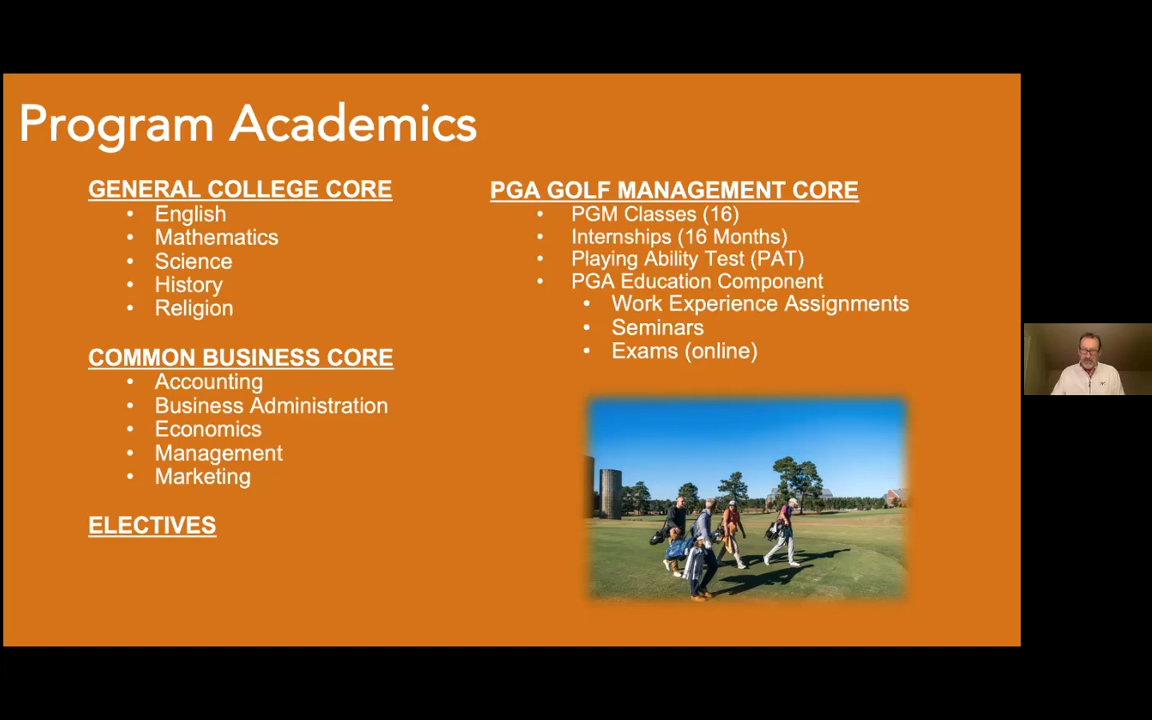 Program Academics
GENERAL COLLEGE CORE
• English
• Mathematics
• Science
• History
• Religion
COMMON BUSINESS CORE
• Accounting
• Business Administration
• Economics
• Management
• Marketing
ELECTIVES
PGA GOLF MANAGEMENT CORE
• PGM Classes (16)
• Internships (16 Months)
• Playing Ability Test (PAT)
• PGA Education Component
• Work Experience Assignments
• Seminars
• Exams (online)